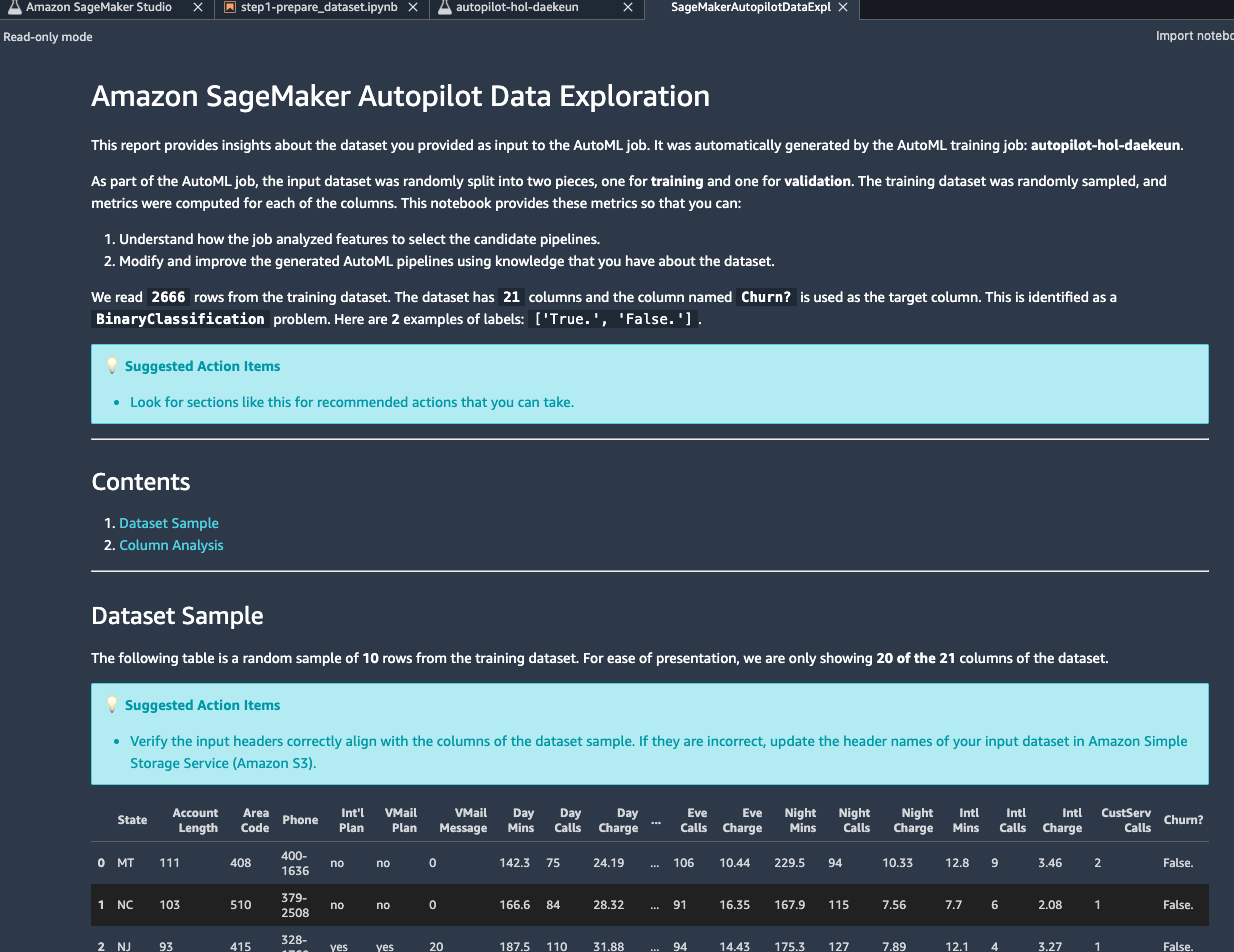 Amazon SageMaker Studio
step1-prepare_dataset.ipynb
autopilot-hol-daekeun
SageMakerAutopilotDataExpl
Read-only mode
Import notebo
Amazon SageMaker Autopilot Data Exploration
This report provides insights about the dataset you provided as input to the AutoML job. It was automatically generated by the AutoML training job: autopilot-hol-daekeun.
As part of the AutoML job, the input dataset was randomly split into two pieces, one for training and one for validation. The training dataset was randomly sampled, and
metrics were computed for each of the columns. This notebook provides these metrics so that you can:
1. Understand how the job analyzed features to select the candidate pipelines.
2. Modify and improve the generated AutoML pipelines using knowledge that you have about the dataset.
We read 2666 rows from the training dataset. The dataset has 21 columns and the column named Churn? is used as the target column. This is identified as a
BinaryClassification problem. Here are 2 examples of labels: ['True.', 'False.'].
Suggested Action Items
• Look for sections like this for recommended actions that you can take.
Contents
1. Dataset Sample
2. Column Analysis
Dataset Sample
The following table is a random sample of 10 rows from the training dataset. For ease of presentation, we are only showing 20 of the 21 columns of the dataset.
Suggested Action Items
• Verify the input headers correctly align with the columns of the dataset sample. If they are incorrect, update the header names of your input dataset in Amazon Simple
Storage Service (Amazon S3).
State Account Length Area Code Phone Int'l Plan VMail Plan VMail Message Day Mins Day Calls Day Charge ... Eve Calls Eve Charge Night Mins Night Calls Night Charge Intl Mins Intl Calls Intl Charge CustServ Calls Churn?
0 MT 111 408 400-1636 no no 0 142.3 75 24.19 ... 106 10.44 229.5 94 10.33 12.8 9 3.46 2 False.
1 NC 103 510 379-2508 no no 0 166.6 84 28.32 ... 91 16.35 167.9 115 7.56 7.7 6 2.08 1 False.
2 NJ 93 415 328- yes yes 20 187.5 110 31.88 ... 94 14.43 175.3 127 7.89 12.1 4 3.27 1 False.